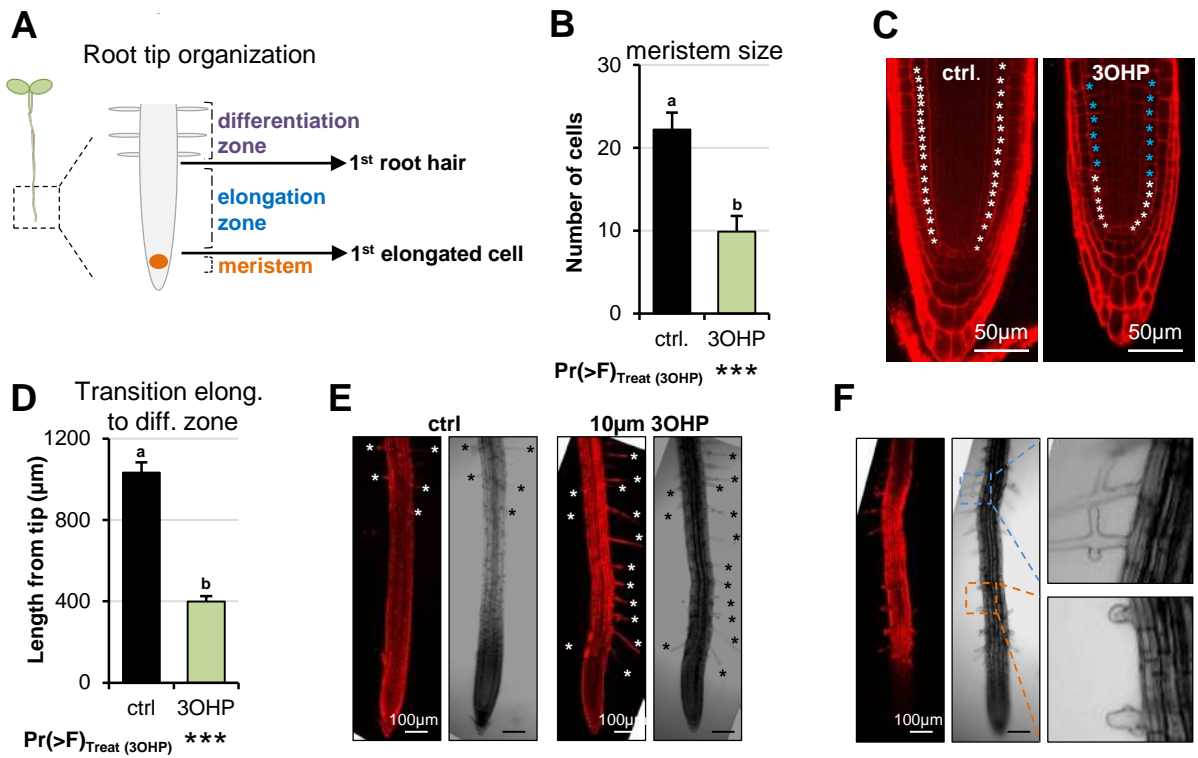 A
Root tip organization
differentiation
zone
1st root hair
elongation
zone
1st elongated cell
meristem
B
meristem size
30
20
10
0
Number of cells
a
b
ctrl. 3OHP
Pr(>F)Treat (3OHP) ***
C
ctrl. 3OHP
50µm 50µm
D
Transition elong.
to diff. zone
1200
800
400
0
Length from tip (µm)
a
b
ctrl 3OHP
Pr(>F)Treat (3OHP) ***
E
ctrl 10µm 3OHP
100µm 100µm
F
100µm